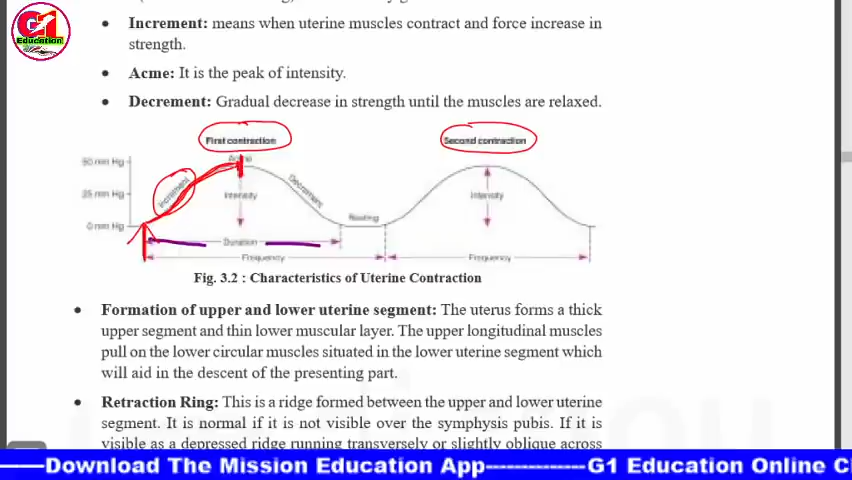 G1
Education
Increment: means when uterine muscles contract and force increase in
strength.
Acme: It is the peak of intensity.
Decrement: Gradual decrease in strength until the muscles are relaxed.
First contraction
Second contraction
50 mm Hg
Acme
Increment
Decrement
25 mm Hg
Intensity
Intensity
0 mm Hg
Resting
Duration
Frequency
Frequency
Fig. 3.2 : Characteristics of Uterine Contraction
Formation of upper and lower uterine segment: The uterus forms a thick
upper segment and thin lower muscular layer. The upper longitudinal muscles
pull on the lower circular muscles situated in the lower uterine segment which
will aid in the descent of the presenting part.
Retraction Ring: This is a ridge formed between the upper and lower uterine
segment. It is normal if it is not visible over the symphysis pubis. If it is
visible as a depressed ridge running transversely or slightly oblique across
Download The Mission Education App-------------G1 Education Online